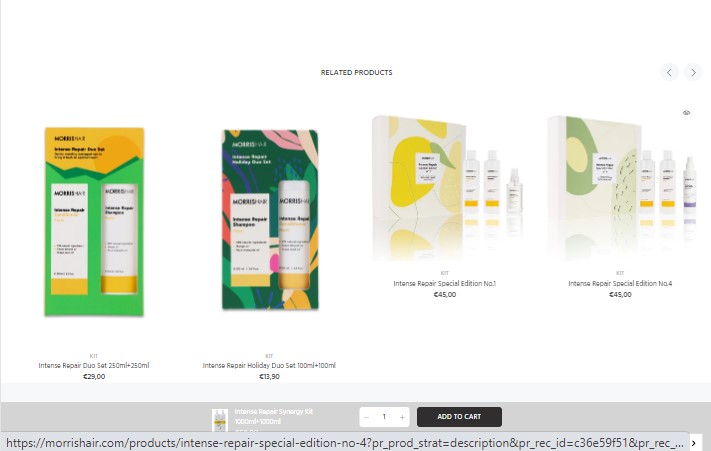 RELATED PRODUCTS
MORRISHAIR
Intense Repair Duo Set
MORRISHAIR
Intense Repair
MORRISHAIR
Intense Repair
Shampoo
MORRISHAIR
Intense Repair
Holiday Duo Set
MORRISHAIR
Intense Repair
Shampoo
MORRISHAIR
Intense Repair
KIT
Intense Repair Duo Set 250ml+250ml
€29,00
KIT
Intense Repair Holiday Duo Set 100ml+100ml
€13,90
KIT
Intense Repair Special Edition No.1
€45,00
KIT
Intense Repair Special Edition No.4
€45,00
Intense Repair Synergy Kit
1000ml+1000ml
1
ADD TO CART
https://morrishair.com/products/intense-repair-special-edition-no-4?pr_prod_strat=description&pr_rec_id=c36e59f51&pr_rec_...